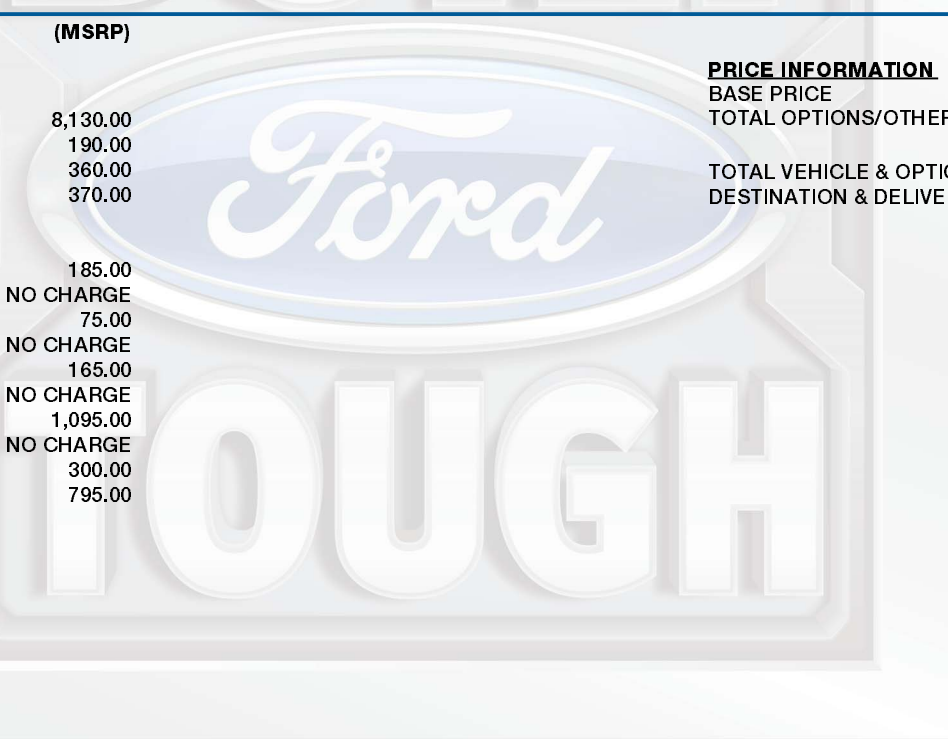 (MSRP)
8,130.00
190.00
360.00
370.00
185.00
NO CHARGE
75.00
NO CHARGE
165.00
NO CHARGE
1,095.00
NO CHARGE
300.00
795.00
PRICE INFORMATION
BASE PRICE
TOTAL OPTIONS/OTHER
TOTAL VEHICLE & OPTIO
DESTINATION & DELIVE
Ford
TOUGH